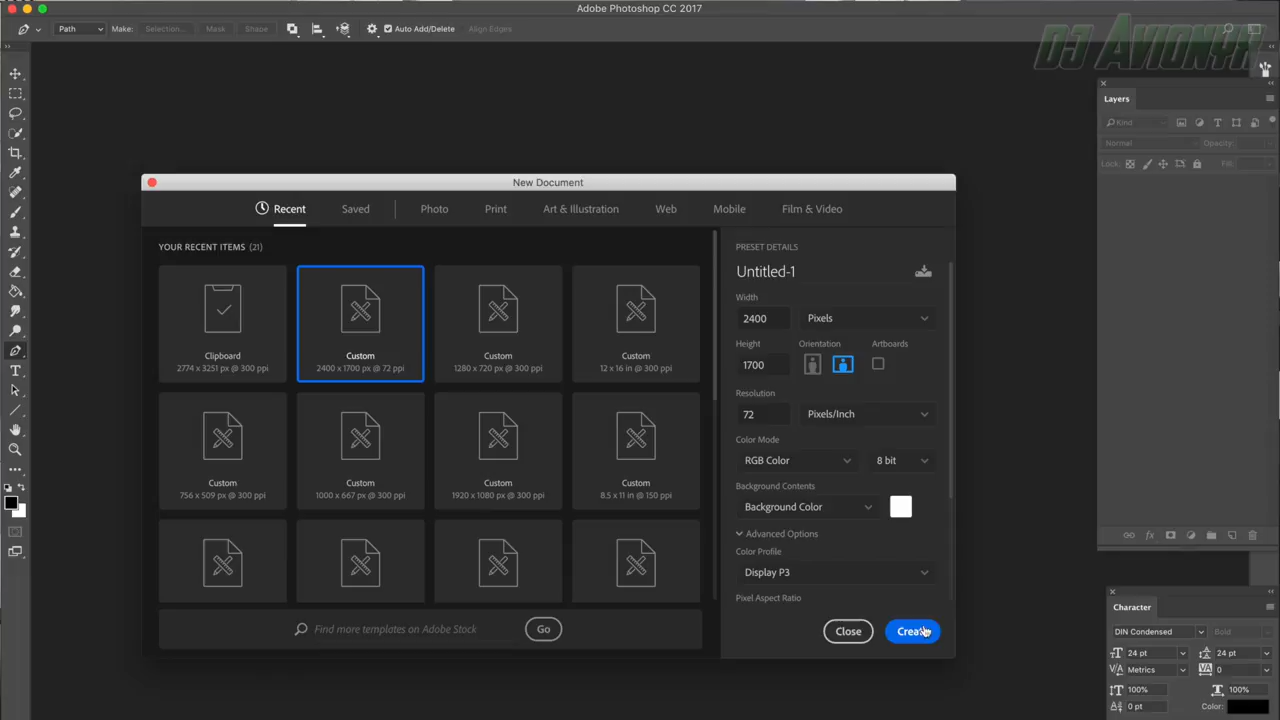 Adobe Photoshop CC 2017
Path Make: Selection... Mask Shape Auto Add/Delete Align Edges
DJ Avionyx
Layers
Kind
Normal Opacity:
Lock: Fill:
New Document
Recent Saved Photo Print Art & Illustration Web Mobile Film & Video
YOUR RECENT ITEMS (21)
Clipboard
2774 x 3251 px @ 300 ppi
Custom
2400 x 1700 px @ 72 ppi
Custom
1280 x 720 px @ 300 ppi
Custom
12 x 16 in @ 300 ppi
Custom
756 x 509 px @ 300 ppi
Custom
1000 x 667 px @ 300 ppi
Custom
1920 x 1080 px @ 300 ppi
Custom
8.5 x 11 in @ 150 ppi
Find more templates on Adobe Stock Go
PRESET DETAILS
Untitled-1
Width
2400 Pixels
Height Orientation Artboards
1700
Resolution
72 Pixels/Inch
Color Mode
RGB Color 8 bit
Background Contents
Background Color
Advanced Options
Color Profile
Display P3
Pixel Aspect Ratio
Close Create
Character
DIN Condensed Bold
24 pt 24 pt
Metrics 0
100% 100%
0 pt Color: